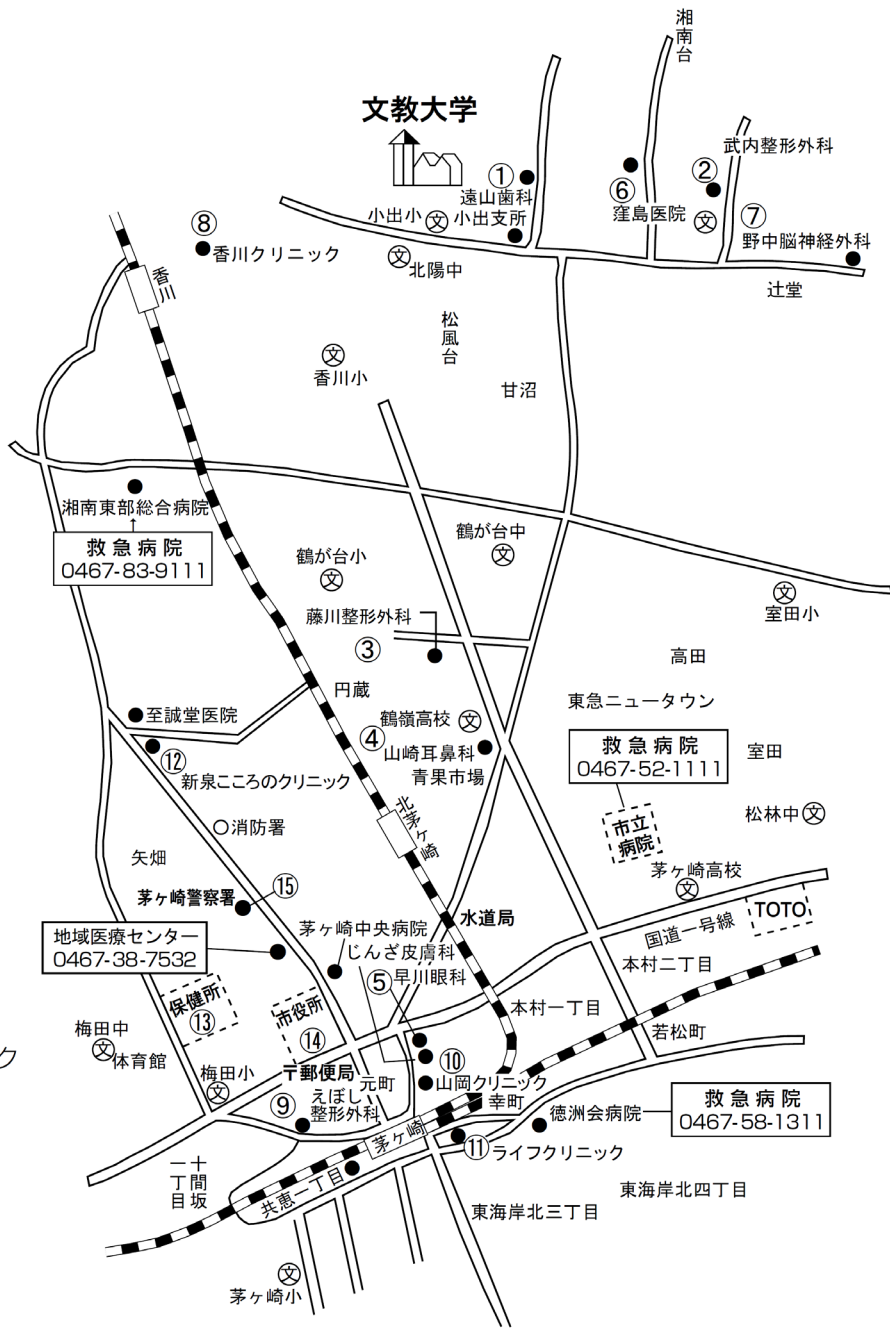 湘南台
文教大学
武内整形外科
①
遠山歯科
⑥
②
窪島医院
文
⑦
小出小
文
小出支所
野中脳神経外科
⑧
香川クリニック
文
北陽中
辻堂
香川
松風台
文
香川小
甘沼
湘南東部総合病院
↑
救急病院
0467-83-9111
鶴が台小
文
鶴が台中
文
文
室田小
藤川整形外科
③
高田
円蔵
東急ニュータウン
至誠堂医院
④
鶴嶺高校
文
山崎耳鼻科
青果市場
救急病院
0467-52-1111
室田
⑫
新泉こころのクリニック
北茅ヶ崎
消防署
市立
病院
松林中
文
矢畑
茅ヶ崎高校
文
茅ヶ崎警察署
⑮
TOTO
水道局
国道一号線
地域医療センター
0467-38-7532
茅ヶ崎中央病院
じんざ皮膚科
⑤
早川眼科
本村二丁目
保健所
⑬
市役所
⑭
本村一丁目
若松町
梅田中
文
体育館
ク
梅田小
文
〒郵便局
元町
⑩
山岡クリニック
幸町
えぼし
整形外科
⑨
茅ヶ崎
徳洲会病院
救急病院
0467-58-1311
⑪
ライフクリニック
十間坂
一丁目
共恵一丁目
東海岸北四丁目
東海岸北三丁目
文
茅ヶ崎小